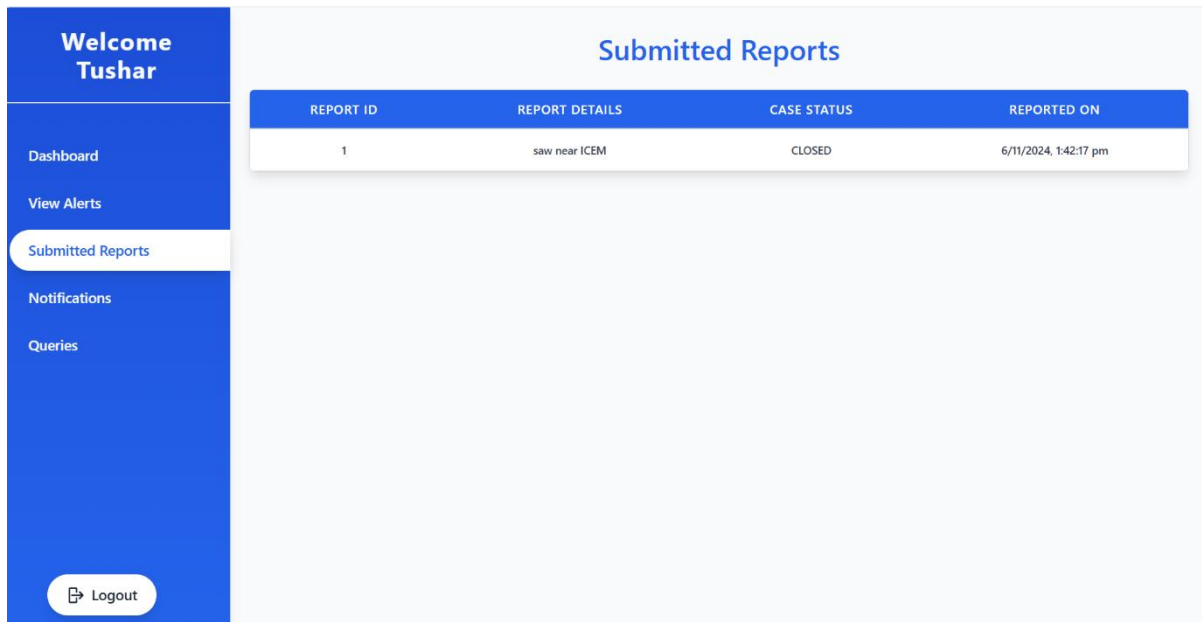 Welcome
Tushar
Dashboard
View Alerts
Submitted Reports
Notifications
Queries
Logout
Submitted Reports
REPORT ID REPORT DETAILS CASE STATUS REPORTED ON
1 saw near ICEM CLOSED 6/11/2024, 1:42:17 pm